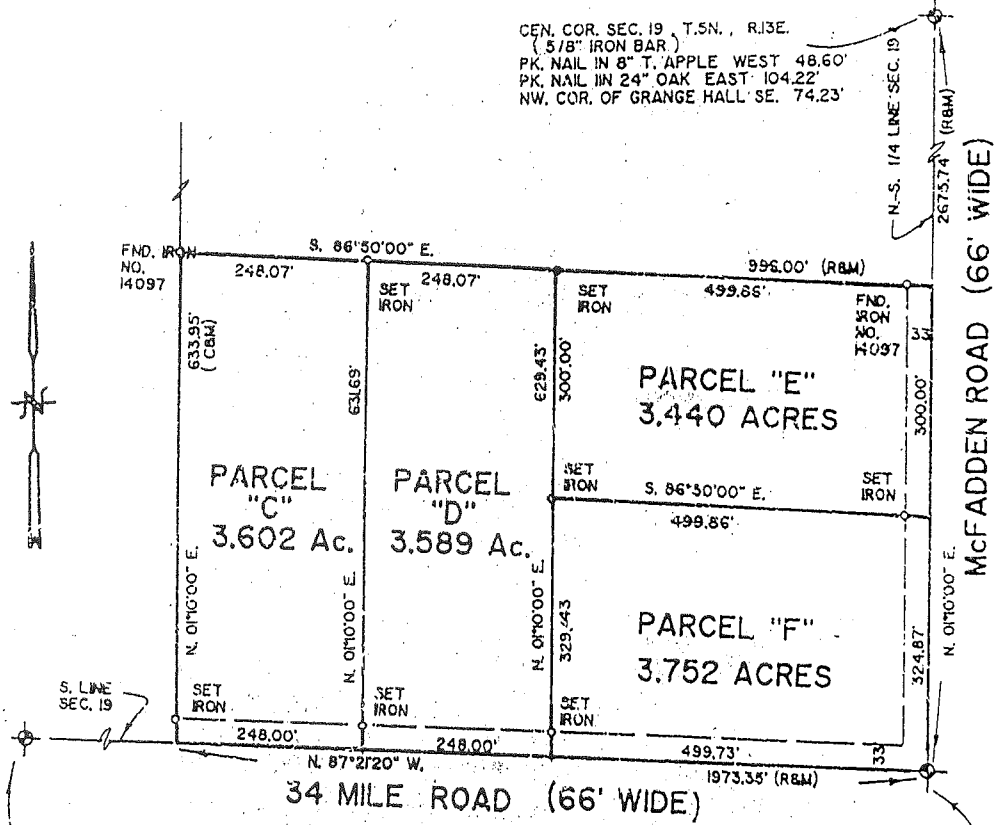 CEN. COR. SEC. 19 , T.5N. , R.13E.
( 5/8" IRON BAR )
PK. NAIL IN 8" T. APPLE WEST 48.60'
PK. NAIL IIN 24" OAK EAST 104.22'
NW. COR. OF GRANGE HALL SE. 74.23'
N.-S. 1/4 LINE SEC. 19
2675.74' (R&M)
McFADDEN ROAD (66' WIDE)
FND. IRON
NO.
14097
S. 86°50'00" E.
248.07'
248.07'
996.00' (R&M)
499.86'
SET
IRON
SET
IRON
FND.
IRON
NO.
14097
33
633.95'
(C&M)
631.69'
629.43'
300.00'
300.00'
PARCEL "E"
3.440 ACRES
PARCEL
"C"
3.602 Ac.
PARCEL
"D"
3.589 Ac.
SET
IRON
S. 86°50'00" E.
499.86'
SET
IRON
N. 01°10'00" E.
N. 01°10'00" E.
N. 01°10'00" E.
329.43
PARCEL "F"
3.752 ACRES
324.87'
N. 01°10'00" E.
S. LINE
SEC. 19
SET
IRON
SET
IRON
SET
IRON
248.00'
248.00'
499.73'
33
N. 87°21'20" W.
1973.35' (R&M)
34 MILE ROAD (66' WIDE)